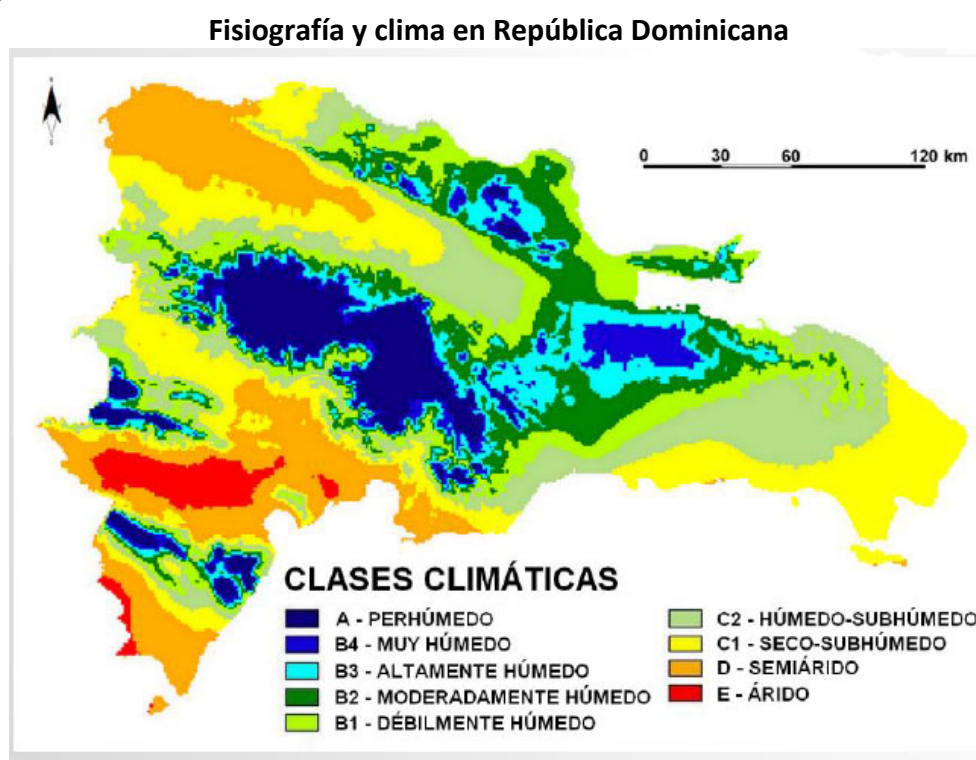 Fisiografía y clima en República Dominicana
N
S
0 30 60 120 km
CLASES CLIMÁTICAS
A - PERHÚMEDO
B4 - MUY HÚMEDO
B3 - ALTAMENTE HÚMEDO
B2 - MODERADAMENTE HÚMEDO
B1 - DÉBILMENTE HÚMEDO
C2 - HÚMEDO-SUBHÚMEDO
C1 - SECO-SUBHÚMEDO
D - SEMIÁRIDO
E - ÁRIDO